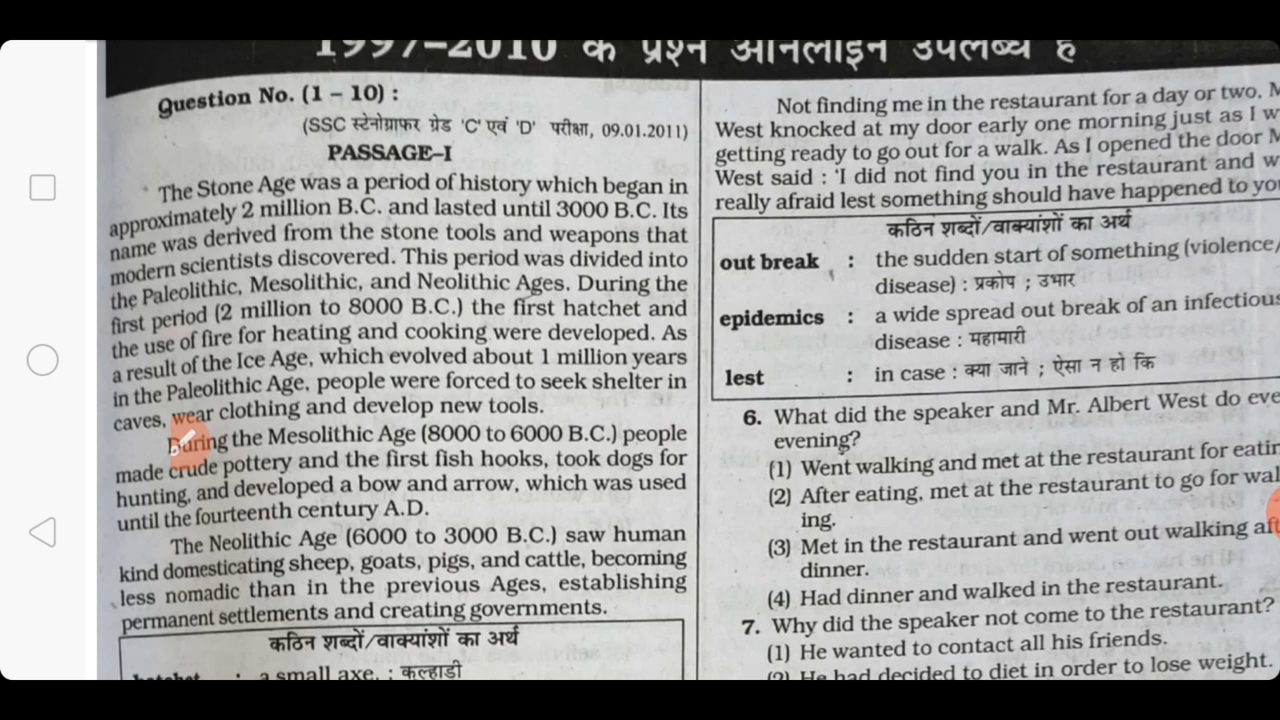 1997–2010 के प्रश्न ऑनलाइन उपलब्ध है
Question No. (1 – 10) :
(SSC स्टेनोग्राफर ग्रेड 'C' एवं 'D' परीक्षा, 09.01.2011)
PASSAGE–I
The Stone Age was a period of history which began in
approximately 2 million B.C. and lasted until 3000 B.C. Its
name was derived from the stone tools and weapons that
modern scientists discovered. This period was divided into
the Paleolithic, Mesolithic, and Neolithic Ages. During the
first period (2 million to 8000 B.C.) the first hatchet and
the use of fire for heating and cooking were developed. As
a result of the Ice Age, which evolved about 1 million years
in the Paleolithic Age, people were forced to seek shelter in
caves, wear clothing and develop new tools.
During the Mesolithic Age (8000 to 6000 B.C.) people
made crude pottery and the first fish hooks, took dogs for
hunting, and developed a bow and arrow, which was used
until the fourteenth century A.D.
The Neolithic Age (6000 to 3000 B.C.) saw human
kind domesticating sheep, goats, pigs, and cattle, becoming
less nomadic than in the previous Ages, establishing
permanent settlements and creating governments.
कठिन शब्दों/वाक्यांशों का अर्थ
hatchet : a small axe. : कुल्हाडी
Not finding me in the restaurant for a day or two.
West knocked at my door early one morning just as I
getting ready to go out for a walk. As I opened the door
West said : 'I did not find you in the restaurant and
really afraid lest something should have happened to
कठिन शब्दों/वाक्यांशों का अर्थ
out break : the sudden start of something (violence/
disease) : प्रकोप ; उभार
epidemics : a wide spread out break of an infectious
disease : महामारी
lest : in case : क्या जाने ; ऐसा न हो कि
6. What did the speaker and Mr. Albert West do
evening?
(1) Went walking and met at the restaurant for
(2) After eating, met at the restaurant to go for
ing.
(3) Met in the restaurant and went out walking
dinner.
(4) Had dinner and walked in the restaurant.
7. Why did the speaker not come to the restaurant?
(1) He wanted to contact all his friends.
(2) He had decided to diet in order to lose weight.